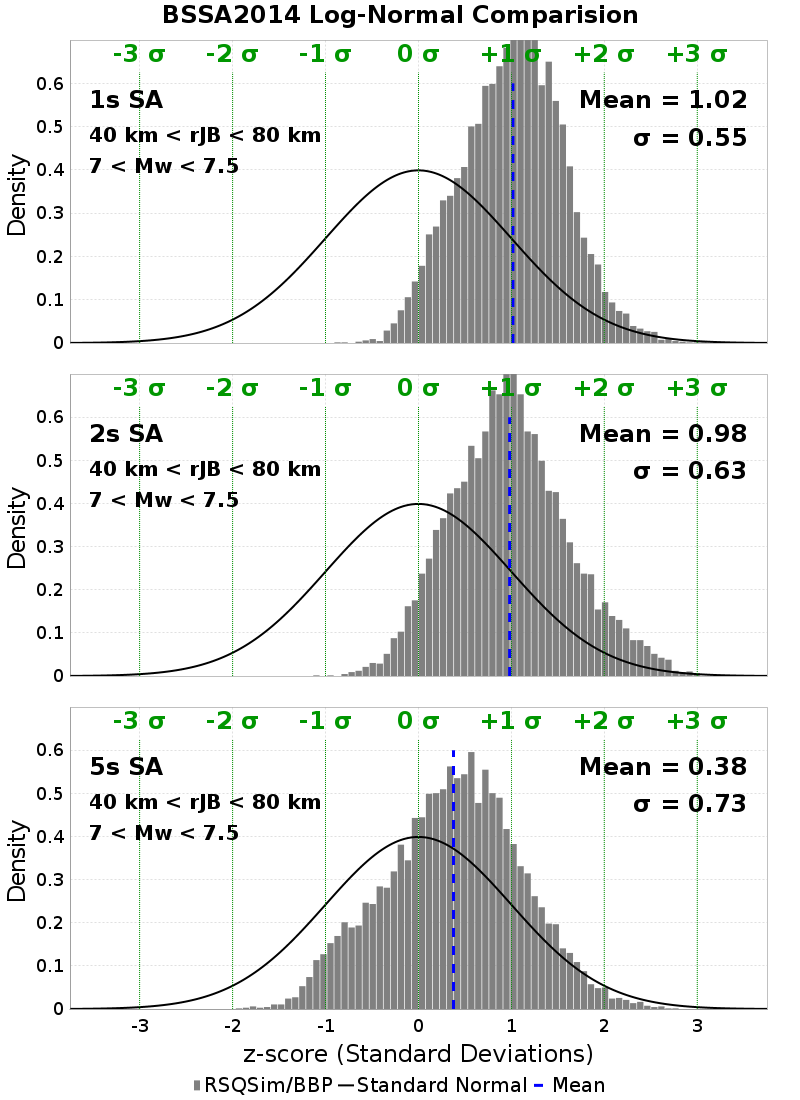 BSSA2014 Log-Normal Comparision
-3 σ -2 σ -1 σ 0 σ +1 σ +2 σ +3 σ
1s SA
Mean = 1.02
40 km < rJB < 80 km
σ = 0.55
7 < Mw < 7.5
Density
0.6
0.5
0.4
0.3
0.2
0.1
0
-3 σ -2 σ -1 σ 0 σ +1 σ +2 σ +3 σ
2s SA
Mean = 0.98
40 km < rJB < 80 km
σ = 0.63
7 < Mw < 7.5
Density
0.6
0.5
0.4
0.3
0.2
0.1
0
-3 σ -2 σ -1 σ 0 σ +1 σ +2 σ +3 σ
5s SA
Mean = 0.38
40 km < rJB < 80 km
σ = 0.73
7 < Mw < 7.5
Density
0.6
0.5
0.4
0.3
0.2
0.1
0
-3 -2 -1 0 1 2 3
z-score (Standard Deviations)
RSQSim/BBP Standard Normal Mean